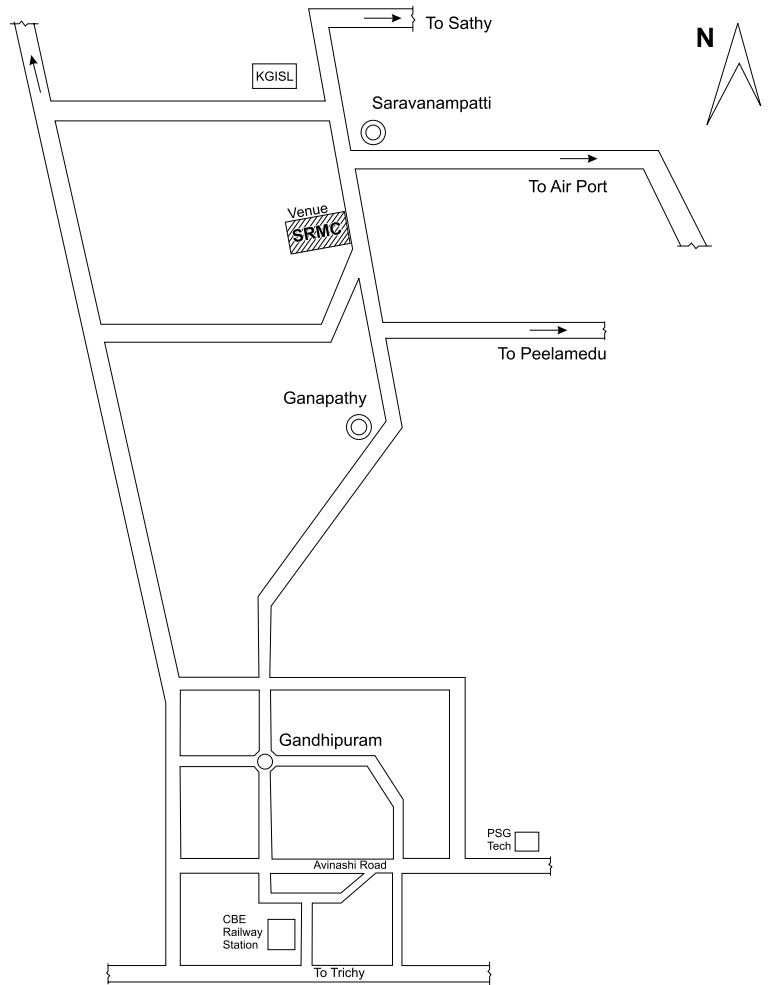 To Sathy
N
KGISL
Saravanampatti
To Air Port
Venue
SRMC
To Peelamedu
Ganapathy
Gandhipuram
PSG
Tech
Avinashi Road
CBE
Railway
Station
To Trichy